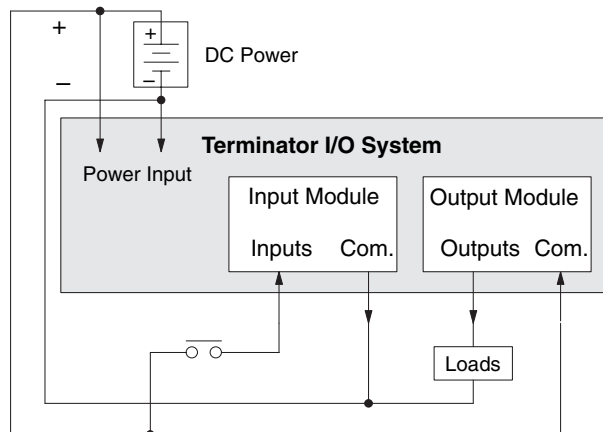 +
+
DC Power
–
–
Terminator I/O System
Power Input
Input Module
Output Module
Inputs Com.
Outputs Com.
Loads